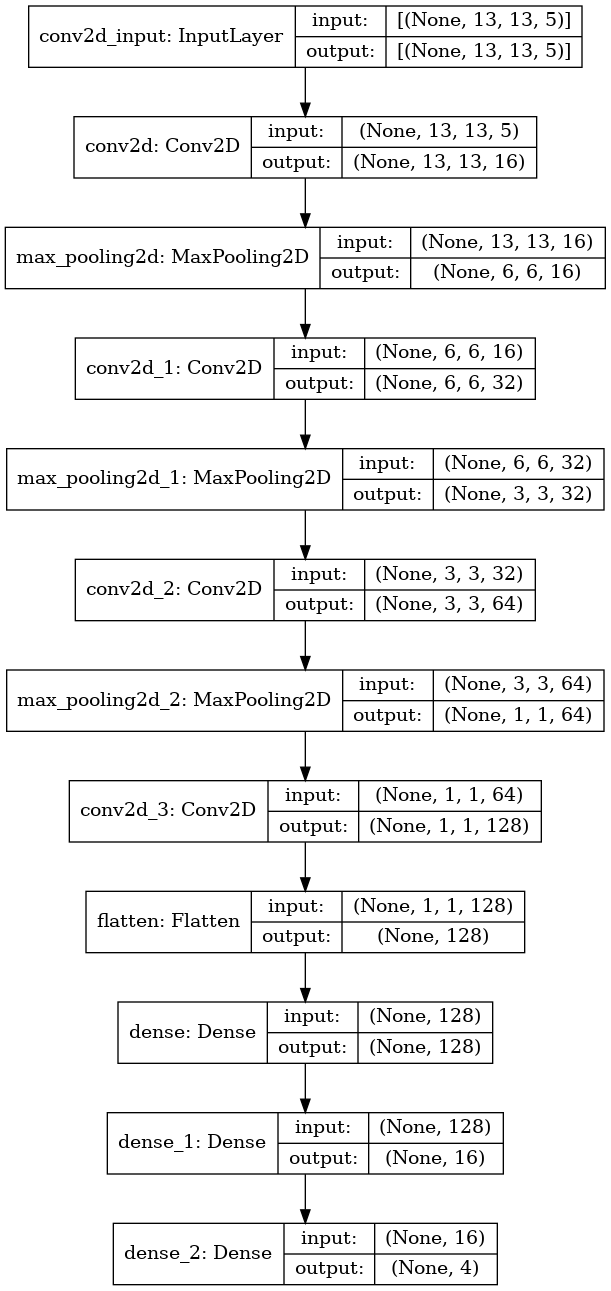 conv2d_input: InputLayer
input: [(None, 13, 13, 5)]
output: [(None, 13, 13, 5)]
conv2d: Conv2D
input: (None, 13, 13, 5)
output: (None, 13, 13, 16)
max_pooling2d: MaxPooling2D
input: (None, 13, 13, 16)
output: (None, 6, 6, 16)
conv2d_1: Conv2D
input: (None, 6, 6, 16)
output: (None, 6, 6, 32)
max_pooling2d_1: MaxPooling2D
input: (None, 6, 6, 32)
output: (None, 3, 3, 32)
conv2d_2: Conv2D
input: (None, 3, 3, 32)
output: (None, 3, 3, 64)
max_pooling2d_2: MaxPooling2D
input: (None, 3, 3, 64)
output: (None, 1, 1, 64)
conv2d_3: Conv2D
input: (None, 1, 1, 64)
output: (None, 1, 1, 128)
flatten: Flatten
input: (None, 1, 1, 128)
output: (None, 128)
dense: Dense
input: (None, 128)
output: (None, 128)
dense_1: Dense
input: (None, 128)
output: (None, 16)
dense_2: Dense
input: (None, 16)
output: (None, 4)